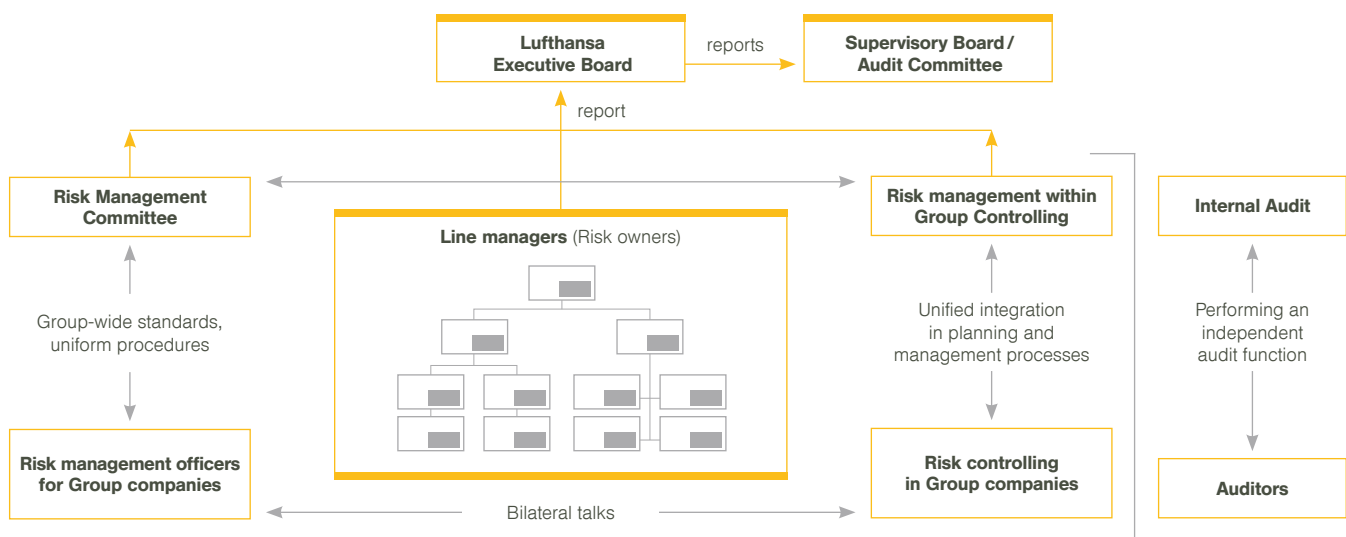 Lufthansa
Executive Board
reports
Supervisory Board /
Audit Committee
report
Risk Management
Committee
Risk management within
Group Controlling
Internal Audit
Line managers (Risk owners)
Group-wide standards,
uniform procedures
Unified integration
in planning and
management processes
Performing an
independent
audit function
Risk management officers
for Group companies
Risk controlling
in Group companies
Auditors
Bilateral talks